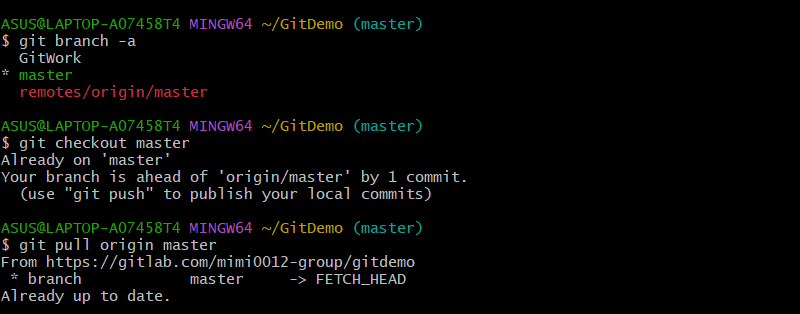 ASUS@LAPTOP-A07458T4 MINGW64 ~/GitDemo (master)
$ git branch -a
  GitWork
* master
  remotes/origin/master
ASUS@LAPTOP-A07458T4 MINGW64 ~/GitDemo (master)
$ git checkout master
Already on 'master'
Your branch is ahead of 'origin/master' by 1 commit.
  (use "git push" to publish your local commits)
ASUS@LAPTOP-A07458T4 MINGW64 ~/GitDemo (master)
$ git pull origin master
From https://gitlab.com/mimi0012-group/gitdemo
 * branch            master     -> FETCH_HEAD
Already up to date.